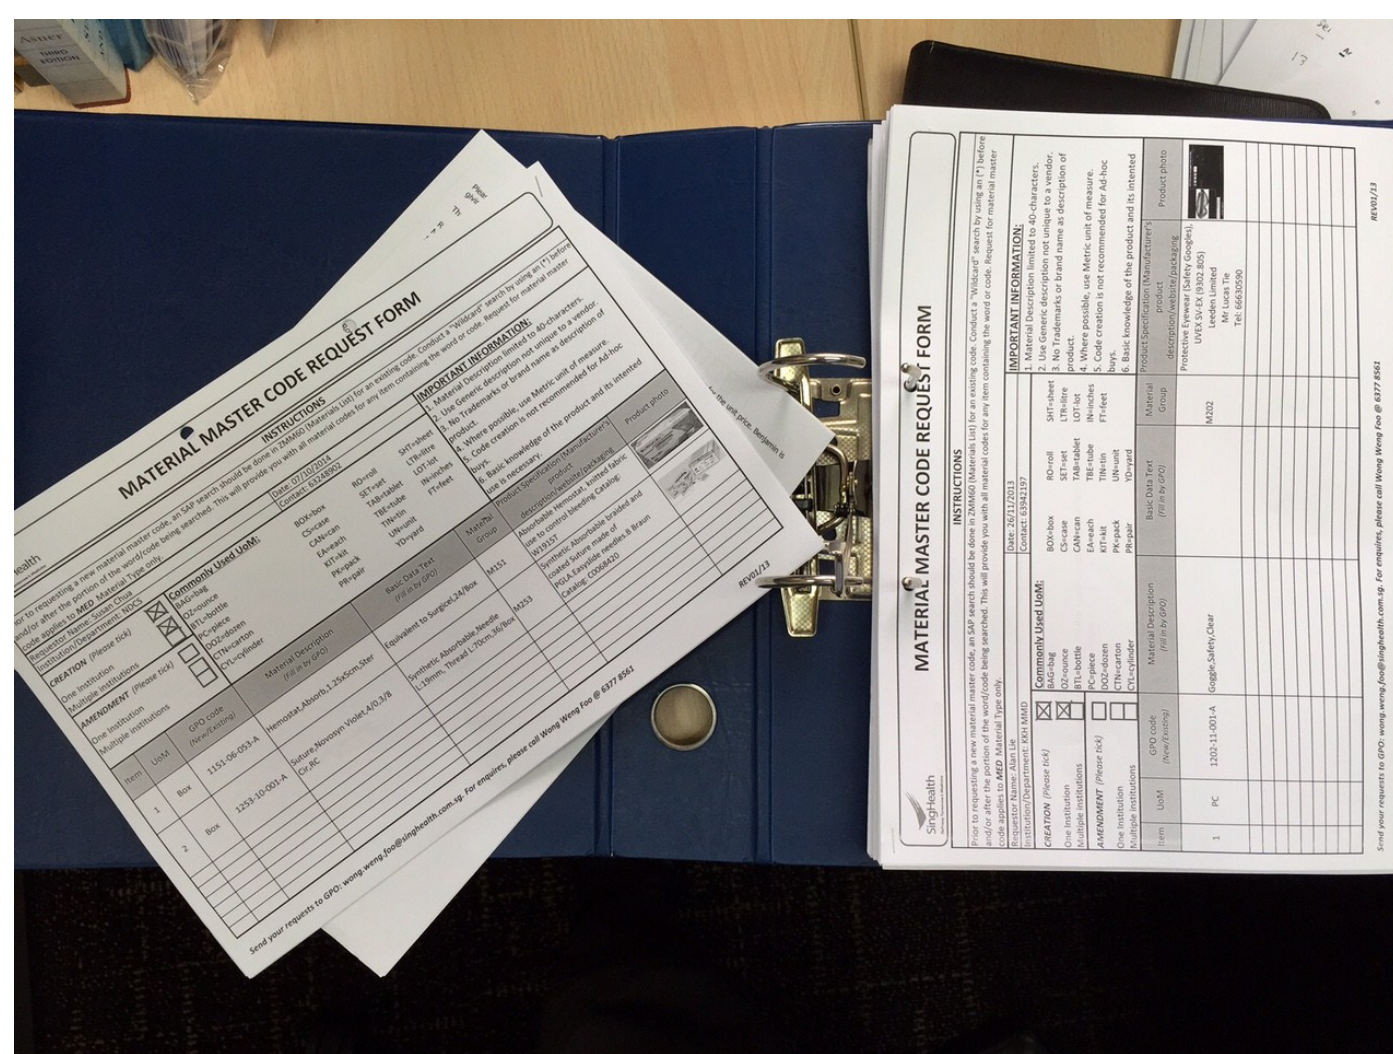 Asner
THIRD
EDITION
13
Pleas
givin
Th
R
for the unit price. Benjamin is
MATERIAL MASTER CODE REQUEST FORM
INSTRUCTIONS
Prior to requesting a new material master code, an SAP search should be done in ZMM60 (Materials List) for an existing code. Conduct a "Wildcard" search by using an (*) before
and/or after the portion of the word/code being searched. This will provide you with all material codes for any item containing the word or code. Request for material master
code applies to MED Material Type only.
Requestor Name: Susan Chua
Date: 07/10/2014
Institution/Department: NDCS
Contact: 63248902
CREATION (Please tick)
One Institution
Multiple institutions
AMENDMENT (Please tick)
One Institution
Multiple institutions
Commonly Used UoM:
BAG=bag BOX=box RO=roll SHT=sheet
OZ=ounce CS=case SET=set LTR=litre
BTL=bottle CAN=can TAB=tablet LOT-lot
PC=piece EA=each TBE=tube IN=inches
DOZ=dozen KIT=kit TIN=tin FT=feet
CTN=carton PK=pack UN=unit
CYL=cylinder PR=pair YD=yard
IMPORTANT INFORMATION:
1. Material Description limited to 40-characters.
2. Use Generic description not unique to a vendor.
3. No Trademarks or brand name as description of
product.
4. Where possible, use Metric unit of measure.
5. Code creation is not recommended for Ad-hoc
buys.
6. Basic knowledge of the product and its intended
use is necessary.
Item UoM GPO code (New/Existing) Material Description (Fill in by GPO) Basic Data Text (Fill in by GPO) Material Group Product Specification (Manufacturer's product description/website/packaging Product photo
1 Box 1151-06-053-A Hemostat,Absorb,1.25x5cm,Ster Equivalent to Surgicel,24/Box M151 Absorbable Hemostat, knitted fabric
use to control bleeding Catalog:
W1915T
2 Box 1253-10-001-A Suture,Novosyn Violet,4/0,3/8
Cir,RC
Synthetic Absorbable,Needle
L:19mm, Thread L:70cm,36/Box
M253
Synthetic Absorbable braided and
coated Suture made of
PGLA.Easyslide needles.B Braun
Catalog: C0068420
REV01/13
Send your requests to GPO: wong.weng.foo@singhealth.com.sg. For enquires, please call Wong Weng Foo @ 6377 8561
SingHealth
MATERIAL MASTER CODE REQUEST FORM
INSTRUCTIONS
Prior to requesting a new material master code, an SAP search should be done in ZMM60 (Materials List) for an existing code. Conduct a "Wildcard" search by using an (*) before
and/or after the portion of the word/code being searched. This will provide you with all material codes for any item containing the word or code. Request for material master
code applies to MED Material Type only.
Requestor Name: Alan Lie
Date: 26/11/2013
Institution/Department: KKH MMD
Contact: 63942197
CREATION (Please tick)
One Institution
Multiple institutions
AMENDMENT (Please tick)
One Institution
Multiple institutions
Commonly Used UoM:
BAG=bag BOX=box RO=roll SHT=sheet
OZ=ounce CS=case SET=set LTR=litre
BTL=bottle CAN=can TAB=tablet LOT-lot
PC=piece EA=each TBE=tube IN=inches
DOZ=dozen KIT=kit TIN=tin FT=feet
CTN=carton PK=pack UN=unit
CYL=cylinder PR=pair YD=yard
IMPORTANT INFORMATION:
1. Material Description limited to 40-characters.
2. Use Generic description not unique to a vendor.
3. No Trademarks or brand name as description of
product.
4. Where possible, use Metric unit of measure.
5. Code creation is not recommended for Ad-hoc
buys.
6. Basic knowledge of the product and its intended
Item UoM GPO code (New/Existing) Material Description (Fill in by GPO) Basic Data Text (Fill in by GPO) Material Group Product Specification (Manufacturer's product description/website/packaging Product photo
1 PC 1202-11-001-A Goggle,Safety,Clear M202
Protective Eyewear (Safety Googles),
UVEX SV-EX (9302.805)
Leeden Limited
Mr Lucas Tie
Tel: 66630590
REV01/13
Send your requests to GPO: wong.weng.foo@singhealth.com.sg. For enquires, please call Wong Weng Foo @ 6377 8561